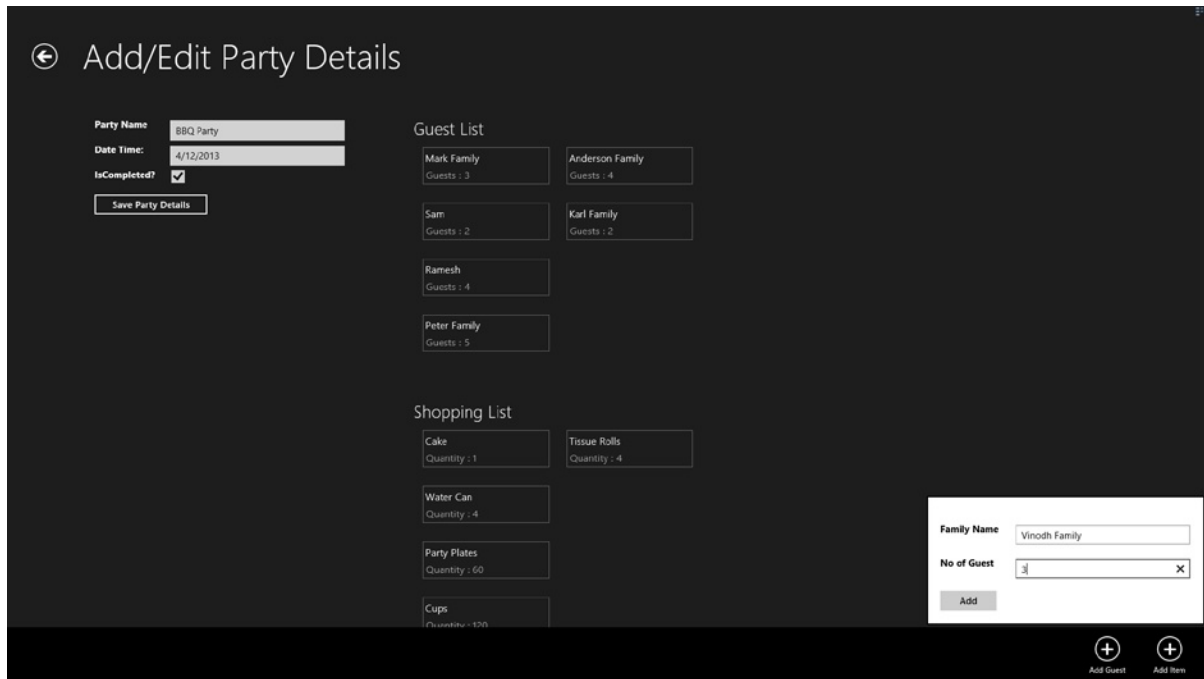 Add/Edit Party Details
Party Name
BBQ Party
Date Time:
4/12/2013
IsCompleted?
Save Party Details
Guest List
Mark Family
Guests : 3
Anderson Family
Guests : 4
Sam
Guests : 2
Karl Family
Guests : 2
Ramesh
Guests : 4
Peter Family
Guests : 5
Shopping List
Cake
Quantity : 1
Tissue Rolls
Quantity : 4
Water Can
Quantity : 4
Party Plates
Quantity : 60
Cups
Quantity : 120
Family Name
Vinodh Family
No of Guest
3
Add
Add Guest
Add Item